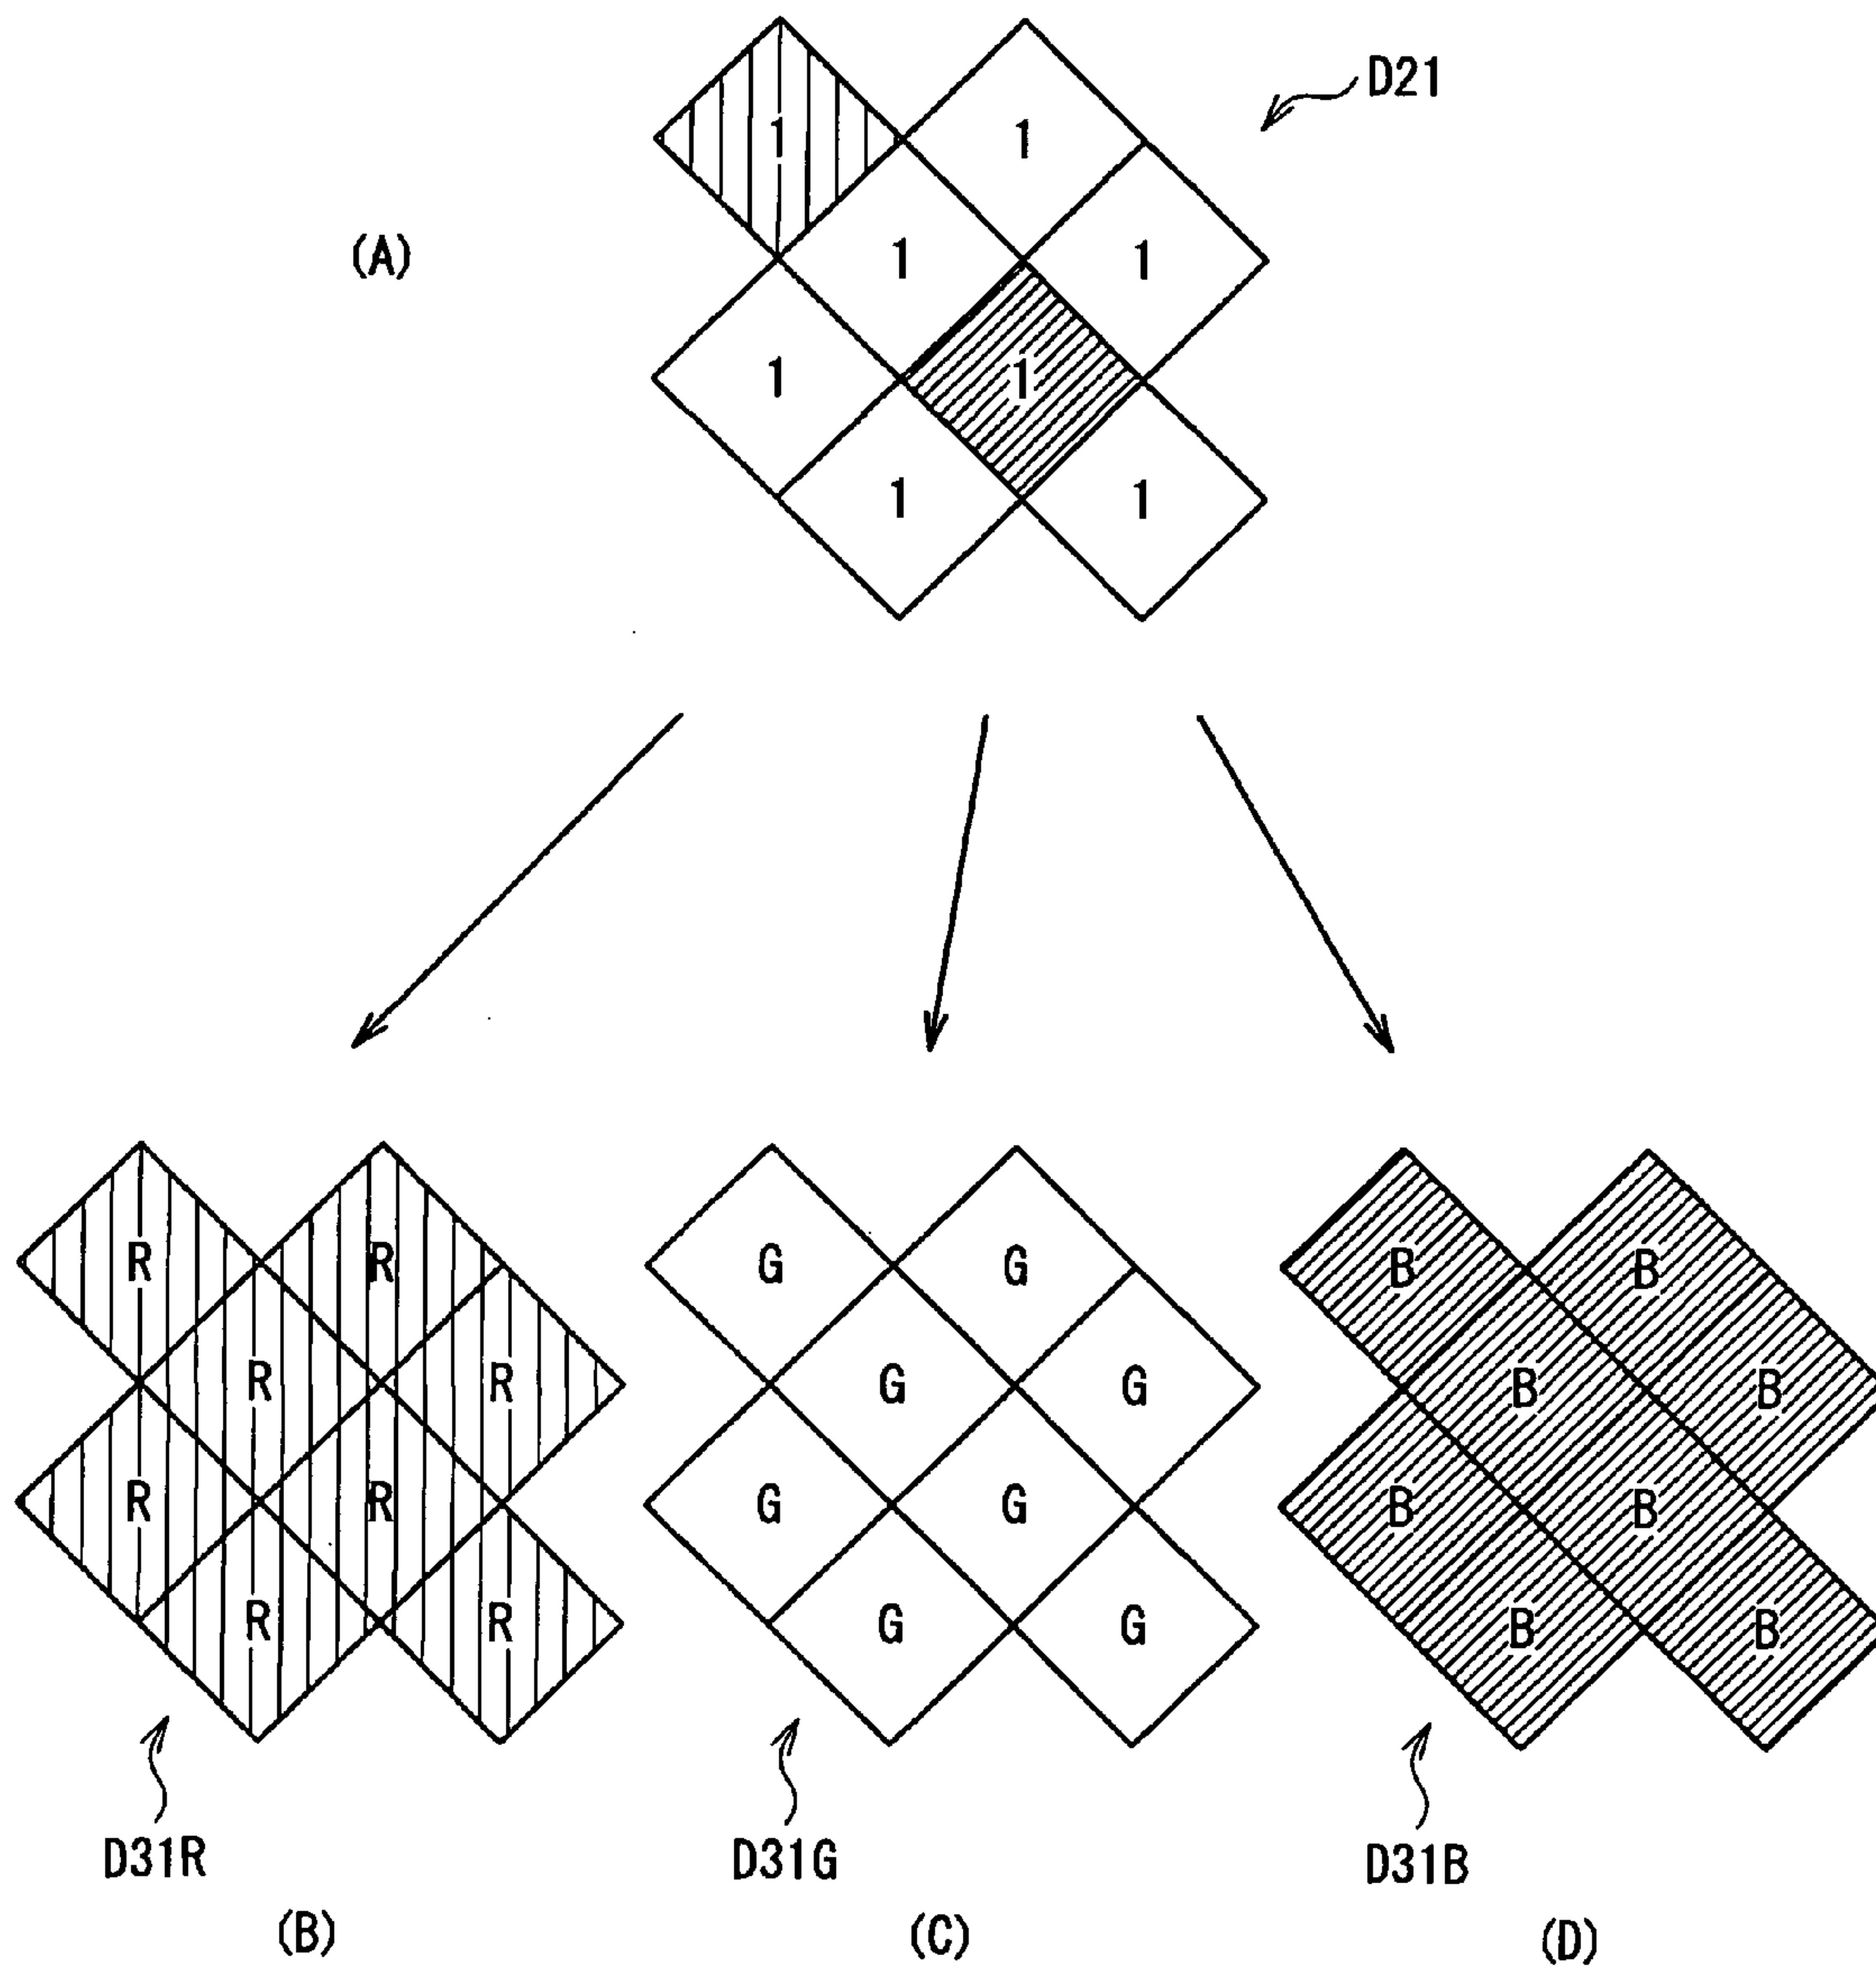 D21
1 1
(A)
1 1
1 1
1 1
R R
R R
R R
R R
G G
G G
G G
G G
B B
B B
B B
B B
D31R D31G D31B
(B) (C) (D)